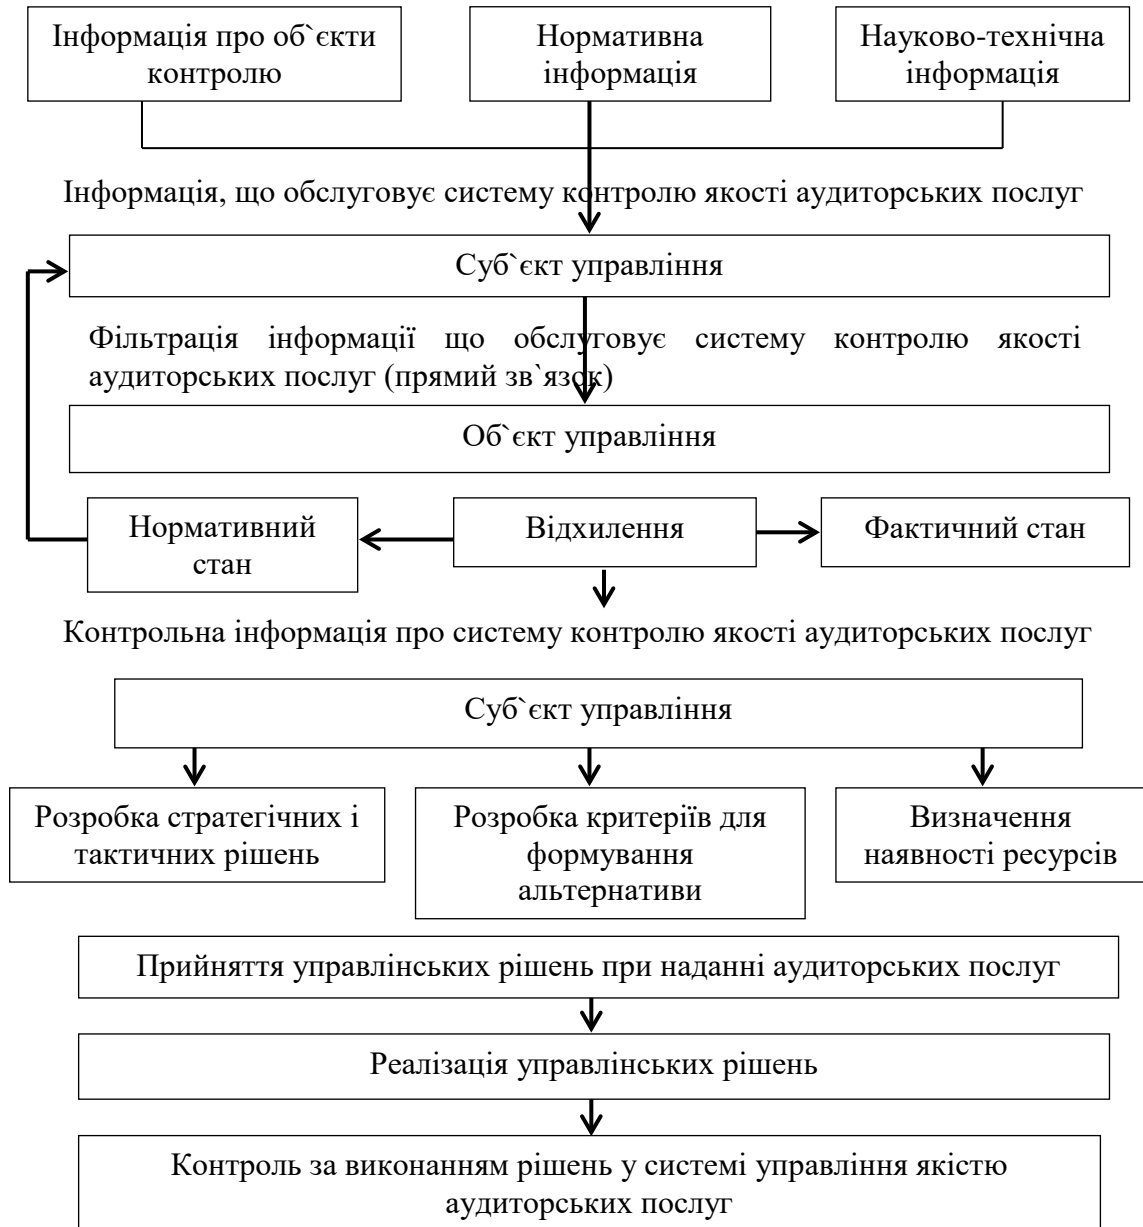 Інформація про об`єкти
контролю
Нормативна
інформація
Науково-технічна
інформація
Інформація, що обслуговує систему контролю якості аудиторських послуг
Суб`єкт управління
Фільтрація інформації що обслуговує систему контролю якості
аудиторських послуг (прямий зв`язок)
Об`єкт управління
Нормативний
стан
Відхилення
Фактичний стан
Контрольна інформація про систему контролю якості аудиторських послуг
Суб`єкт управління
Розробка стратегічних і
тактичних рішень
Розробка критеріїв для
формування
альтернативи
Визначення
наявності ресурсів
Прийняття управлінських рішень при наданні аудиторських послуг
Реалізація управлінських рішень
Контроль за виконанням рішень у системі управління якістю
аудиторських послуг